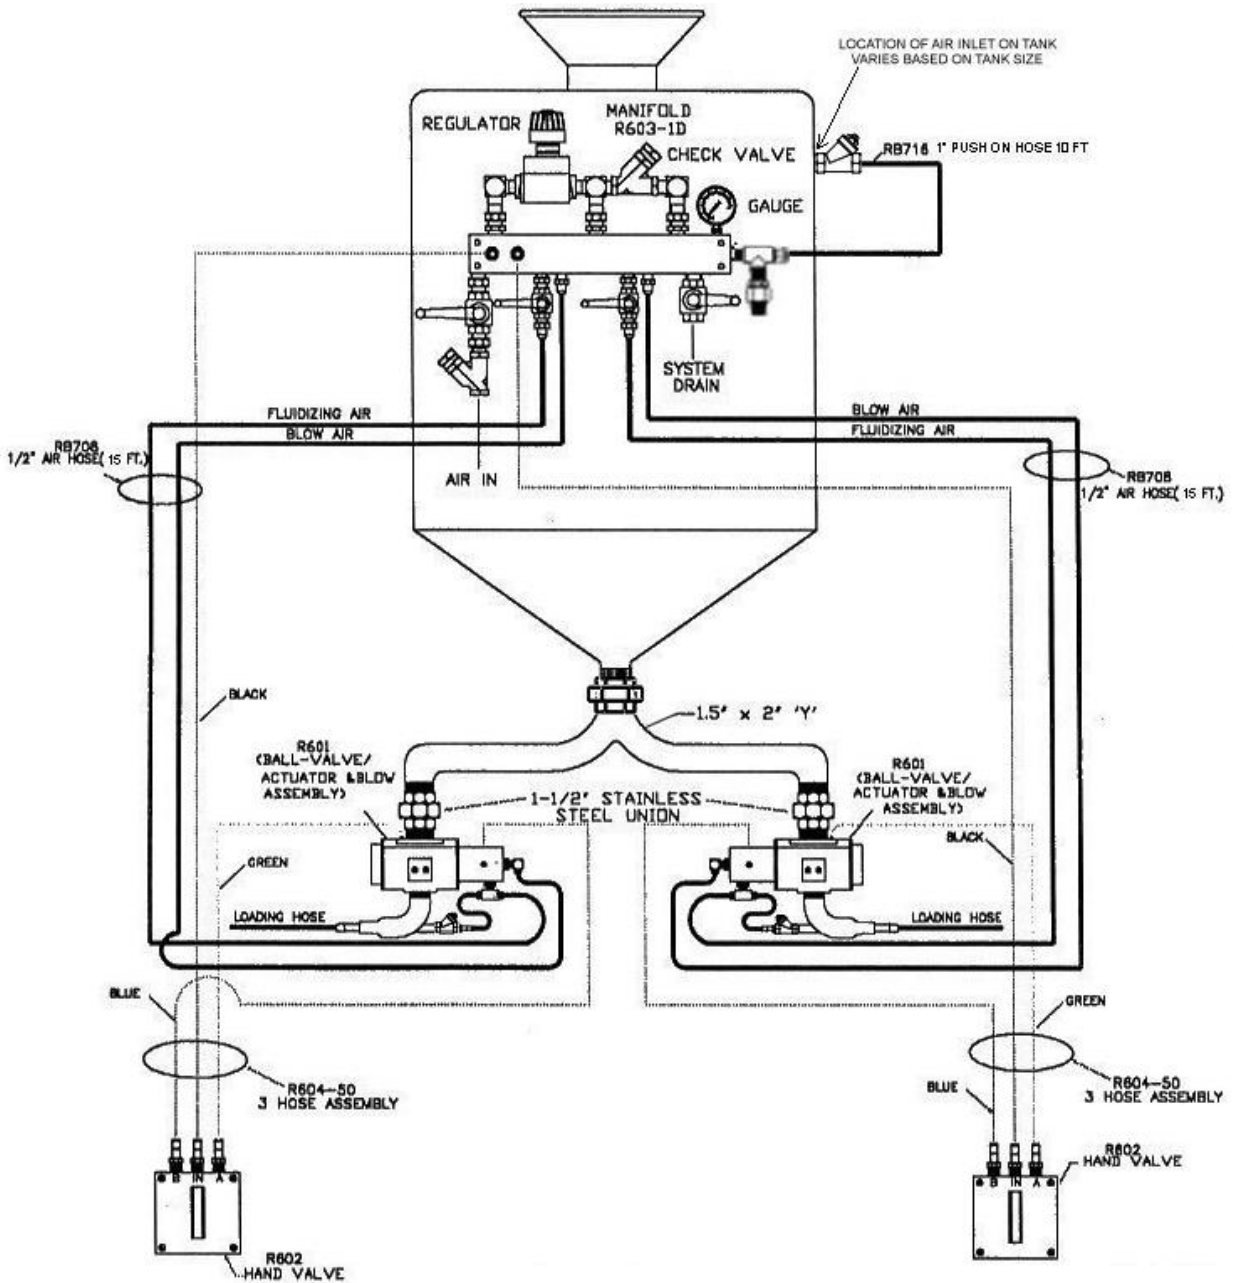 LOCATION OF AIR INLET ON TANK
VARIES BASED ON TANK SIZE
MANIFOLD
R603-1D
REGULATOR
CHECK VALVE
RB716 1" PUSH ON HOSE 10 FT
GAUGE
SYSTEM
DRAIN
FLUIDIZING AIR
BLOW AIR
BLOW AIR
FLUIDIZING AIR
RB708
1/2" AIR HOSE( 15 FT.)
AIR IN
RB708
1/2" AIR HOSE( 15 FT.)
BLACK
1.5" x 2" 'Y'
R601
(BALL-VALVE/
ACTUATOR &BLOW
ASSEMBLY)
R601
(BALL-VALVE/
ACTUATOR &BLOW
ASSEMBLY)
1-1/2" STAINLESS
STEEL UNION
BLACK
GREEN
LOADING HOSE
LOADING HOSE
BLUE
GREEN
R604-50
3 HOSE ASSEMBLY
BLUE
R604-50
3 HOSE ASSEMBLY
B IN A
R602
HAND VALVE
B IN A
R602
HAND VALVE